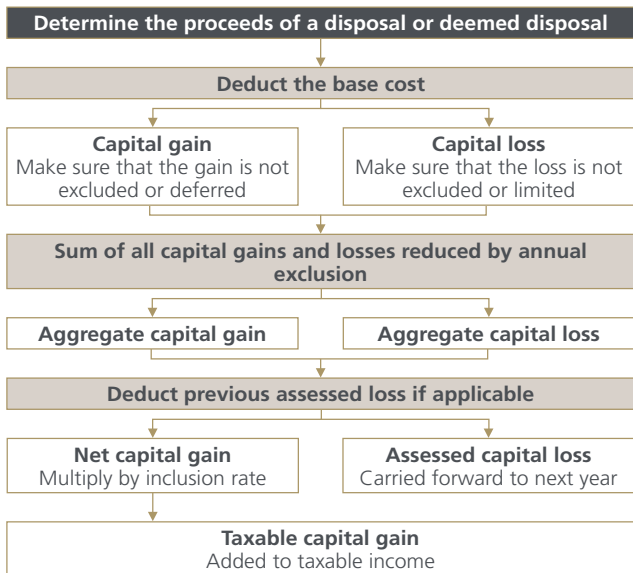 Determine the proceeds of a disposal or deemed disposal
Deduct the base cost
Capital gain
Make sure that the gain is not
excluded or deferred
Capital loss
Make sure that the loss is not
excluded or limited
Sum of all capital gains and losses reduced by annual
exclusion
Aggregate capital gain
Aggregate capital loss
Deduct previous assessed loss if applicable
Net capital gain
Multiply by inclusion rate
Assessed capital loss
Carried forward to next year
Taxable capital gain
Added to taxable income